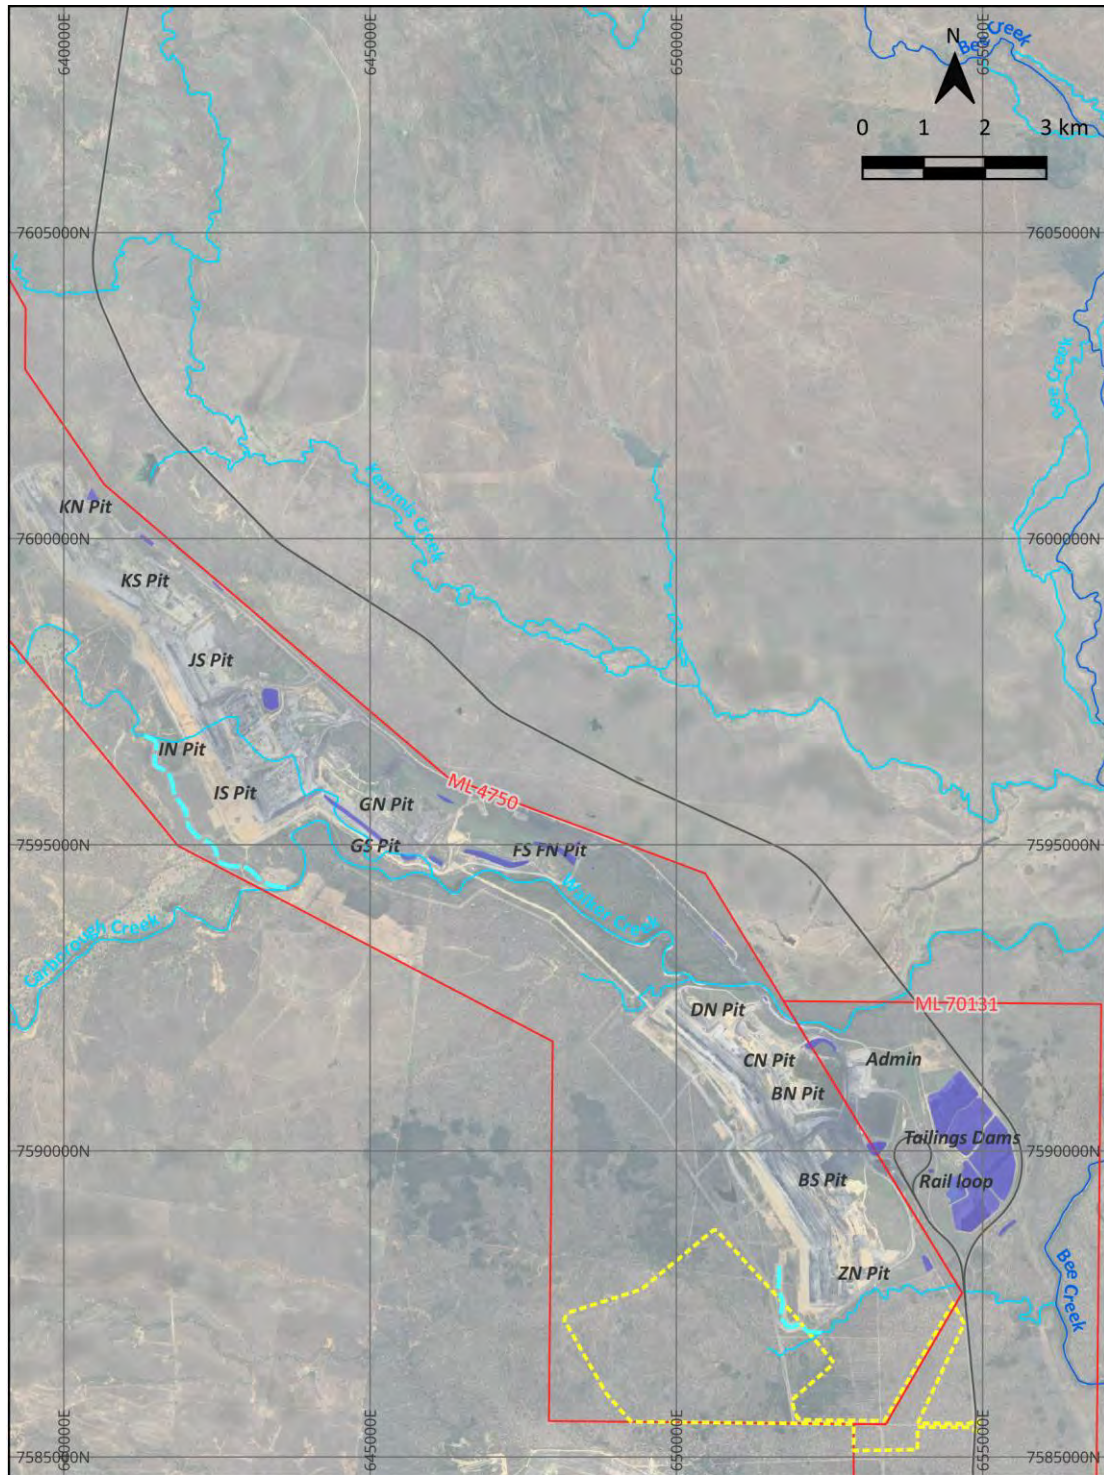 640000E
645000E
650000E
655000E
Bee Creek
N
0 1 2 3 km
7605000N
7605000N
Bee Creek
Kemmis Creek
KN Pit
7600000N
7600000N
KS Pit
JS Pit
IN Pit
IS Pit
ML 4750
GN Pit
7595000N
GS Pit
FS FN Pit
7595000N
Walker Creek
Carborough Creek
DN Pit
ML 70131
CN Pit
Admin
BN Pit
7590000N
Tailings Dams
7590000N
BS Pit
Rail loop
ZN Pit
Bee Creek
7585000N
640000E
645000E
650000E
655000E
7585000N